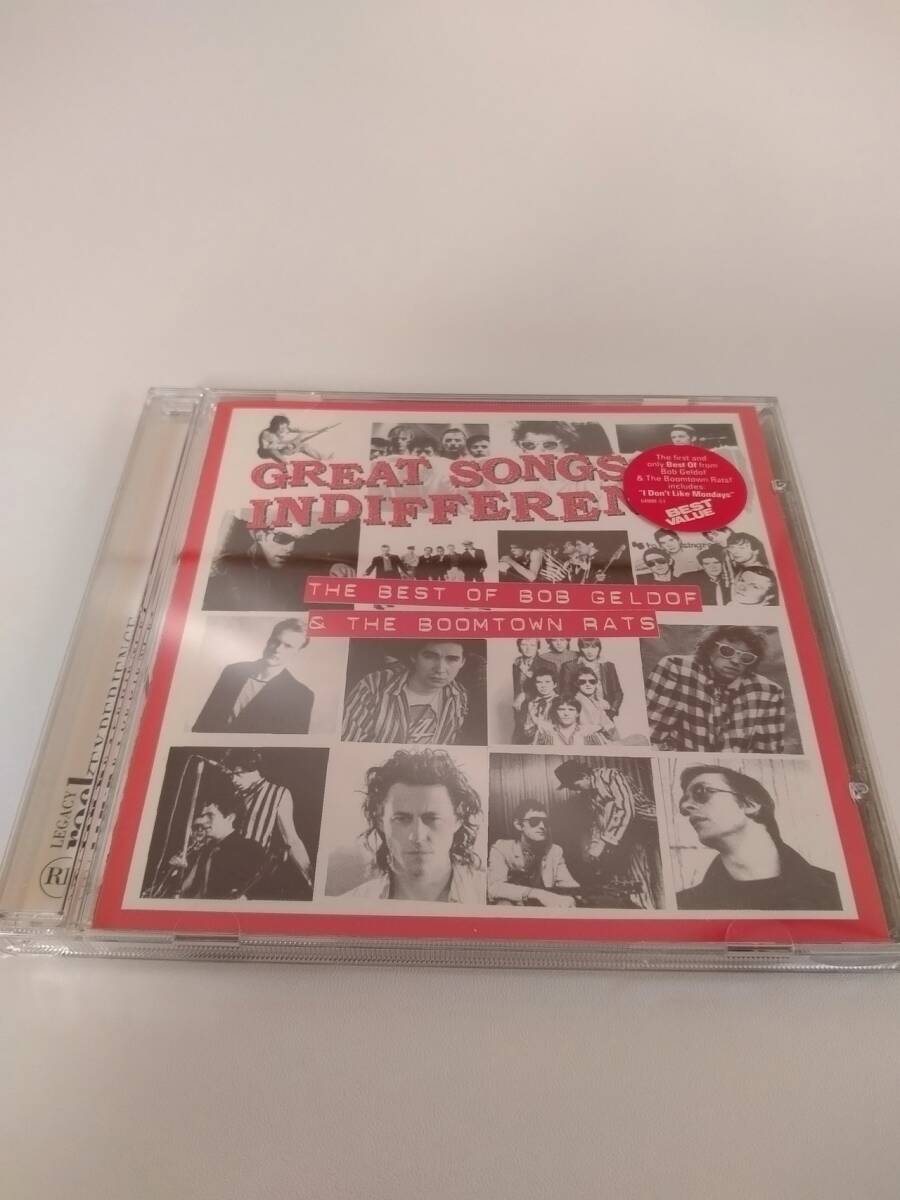 GREAT SONGS
INDIFFEREN
THE BEST OF BOB GELDOF
& THE BOOMTOWN RATS
The first and
only Best Of from
Bob Geldof
& The Boomtown Rats!
includes:
"I Don't Like Mondays"
BEST
VALUE
LEGACY